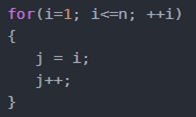 for(i=1; i<=n; ++i)
{
    j = i;
    j++;
}